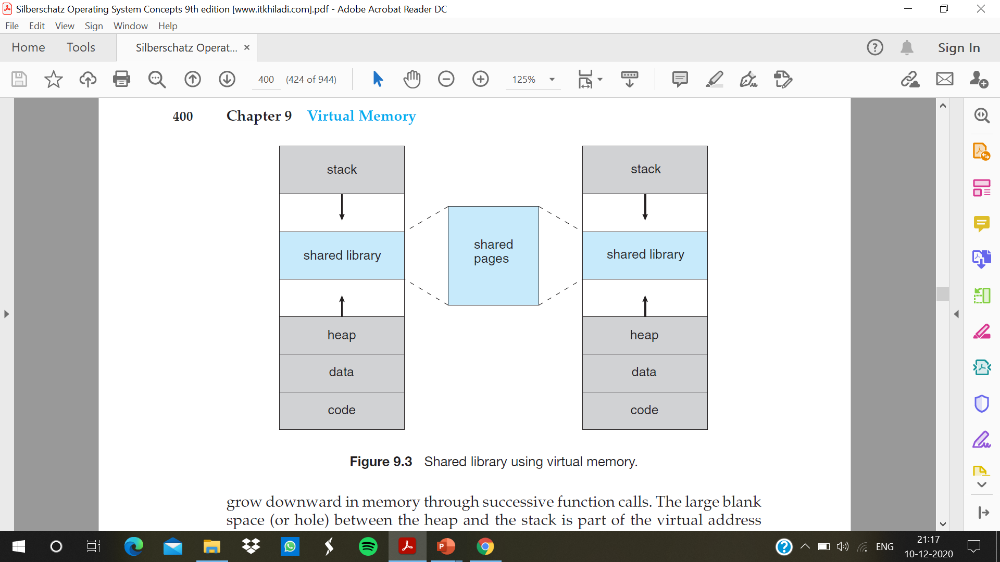 Silberschatz Operating System Concepts 9th edition [www.itkhiladi.com].pdf - Adobe Acrobat Reader DC
File Edit View Sign Window Help
Home Tools Silberschatz Operat... × Sign In
400 (424 of 944) 125%
400 Chapter 9 Virtual Memory
stack stack
shared pages
shared library shared library
heap heap
data data
code code
Figure 9.3 Shared library using virtual memory.
grow downward in memory through successive function calls. The large blank
space (or hole) between the heap and the stack is part of the virtual address
P
ENG
21:17
10-12-2020